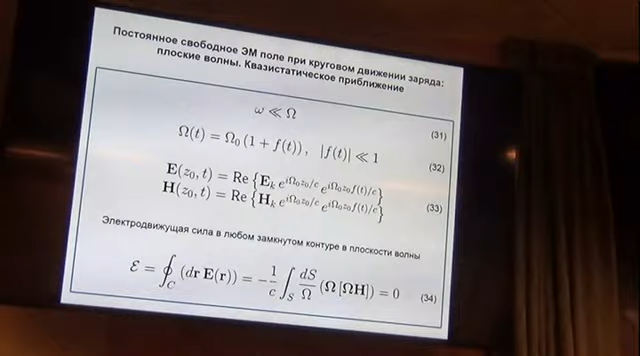 Постоянное свободное ЭМ поле при круговом движении заряда:
плоские волны. Квазистатическое приближение
ω ≪ Ω (31)
Ω(t) = Ω₀ (1 + f(t)), |f(t)| ≪ 1 (32)
E(z₀, t) = Re {E_k e^{iΩ₀z₀/c} e^{iΩ₀z₀f(t)/c}}
H(z₀, t) = Re {H_k e^{iΩ₀z₀/c} e^{iΩ₀z₀f(t)/c}} (33)
Электродвижущая сила в любом замкнутом контуре в плоскости волны
ℰ = ∮_C (dr E(r)) = −(1/c) ∫_S (dS/Ω) (Ω [ΩH]) = 0 (34)